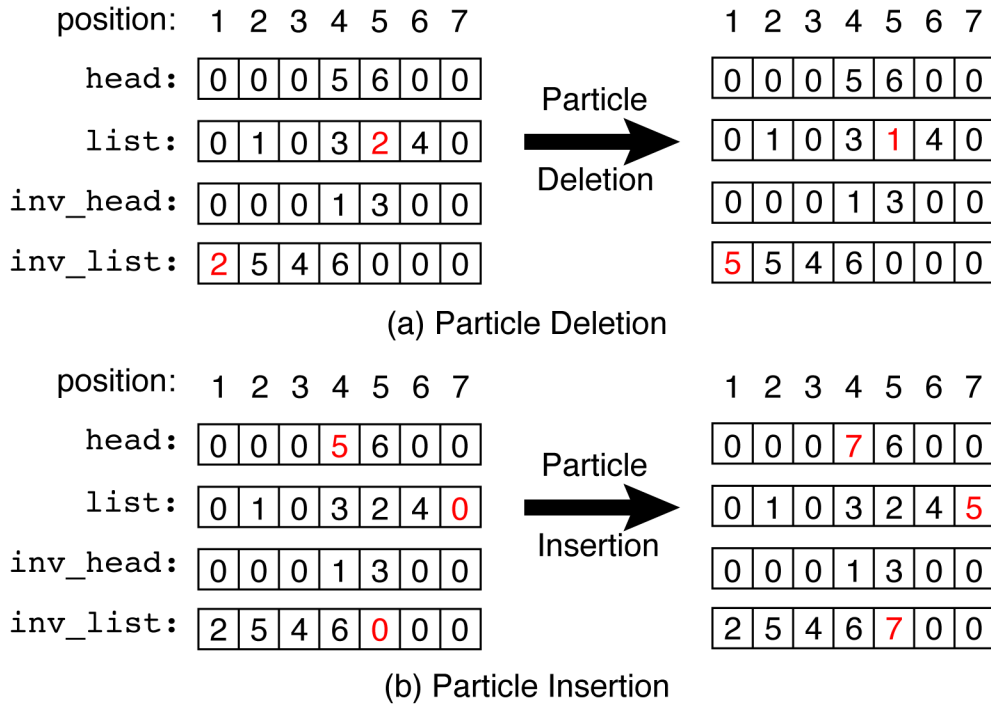 position: 1 2 3 4 5 6 7 1 2 3 4 5 6 7
head: 0 0 0 5 6 0 0 0 0 0 5 6 0 0
Particle
list: 0 1 0 3 2 4 0 0 1 0 3 1 4 0
Deletion
inv_head: 0 0 0 1 3 0 0 0 0 0 1 3 0 0
inv_list: 2 5 4 6 0 0 0 5 5 4 6 0 0 0
(a) Particle Deletion
position: 1 2 3 4 5 6 7 1 2 3 4 5 6 7
head: 0 0 0 5 6 0 0 0 0 0 7 6 0 0
Particle
list: 0 1 0 3 2 4 0 0 1 0 3 2 4 5
Insertion
inv_head: 0 0 0 1 3 0 0 0 0 0 1 3 0 0
inv_list: 2 5 4 6 0 0 0 2 5 4 6 7 0 0
(b) Particle Insertion